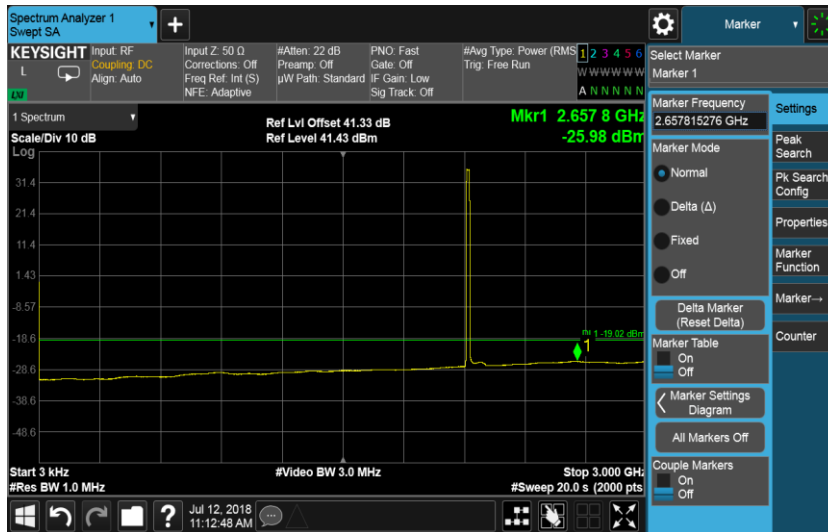 Spectrum Analyzer 1
Swept SA
Marker
KEYSIGHT
L
LXI
Input: RF
Coupling: DC
Align: Auto
Input Z: 50 Ω
Corrections: Off
Freq Ref: Int (S)
NFE: Adaptive
#Atten: 22 dB
Preamp: Off
µW Path: Standard
PNO: Fast
Gate: Off
IF Gain: Low
Sig Track: Off
#Avg Type: Power (RMS
Trig: Free Run
1 2 3 4 5 6
W W W W W W
A N N N N N
Select Marker
Marker 1
1 Spectrum
Scale/Div 10 dB
Log
Ref Lvl Offset 41.33 dB
Ref Level 41.43 dBm
Mkr1 2.657 8 GHz
-25.98 dBm
31.4
21.4
11.4
1.43
-8.57
-18.6
-28.6
-38.6
-48.6
DL1 -19.02 dBm
1
Start 3 kHz
#Res BW 1.0 MHz
#Video BW 3.0 MHz
Stop 3.000 GHz
#Sweep 20.0 s (2000 pts
Marker Frequency
2.657815276 GHz
Marker Mode
Normal
Delta (Δ)
Fixed
Off
Delta Marker
(Reset Delta)
Marker Table
On
Off
Marker Settings
Diagram
All Markers Off
Couple Markers
On
Off
Settings
Peak
Search
Pk Search
Config
Properties
Marker
Function
Marker→
Counter
?
Jul 12, 2018
11:12:48 AM